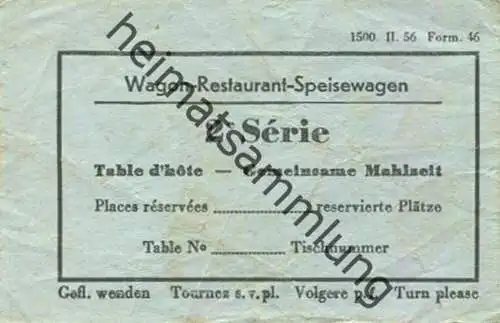 1500 II. 56 Form. 46
Wagon-Restaurant-Speisewagen
2e Série
Table d'hôte — Gemeinsame Mahlzeit
Places réservées ............... reservierte Plätze
Table No ............... Tischnummer
Gefl. wenden Tournez s. v. pl. Volgere p.f. Turn please
heimatsammlung